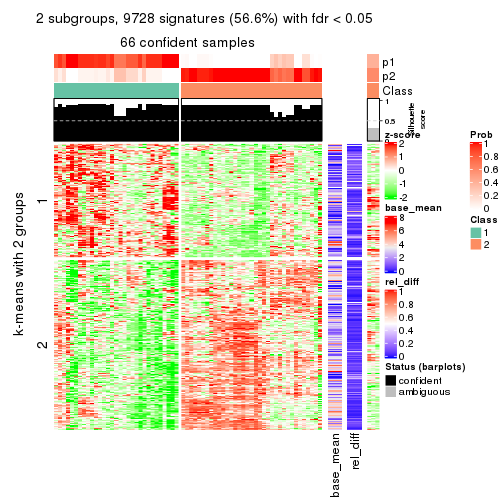 2 subgroups, 9728 signatures (56.6%) with fdr < 0.05
66 confident samples
p1
p2
Class
1
0.5
0
Silhouette
score
k-means with 2 groups
1
2
base_mean
rel_diff
z-score
2
1
0
-1
-2
base_mean
8
6
4
2
0
rel_diff
1
0.8
0.6
0.4
0.2
0
Status (barplots)
confident
ambiguous
Prob
1
0.8
0.6
0.4
0.2
0
Class
1
2